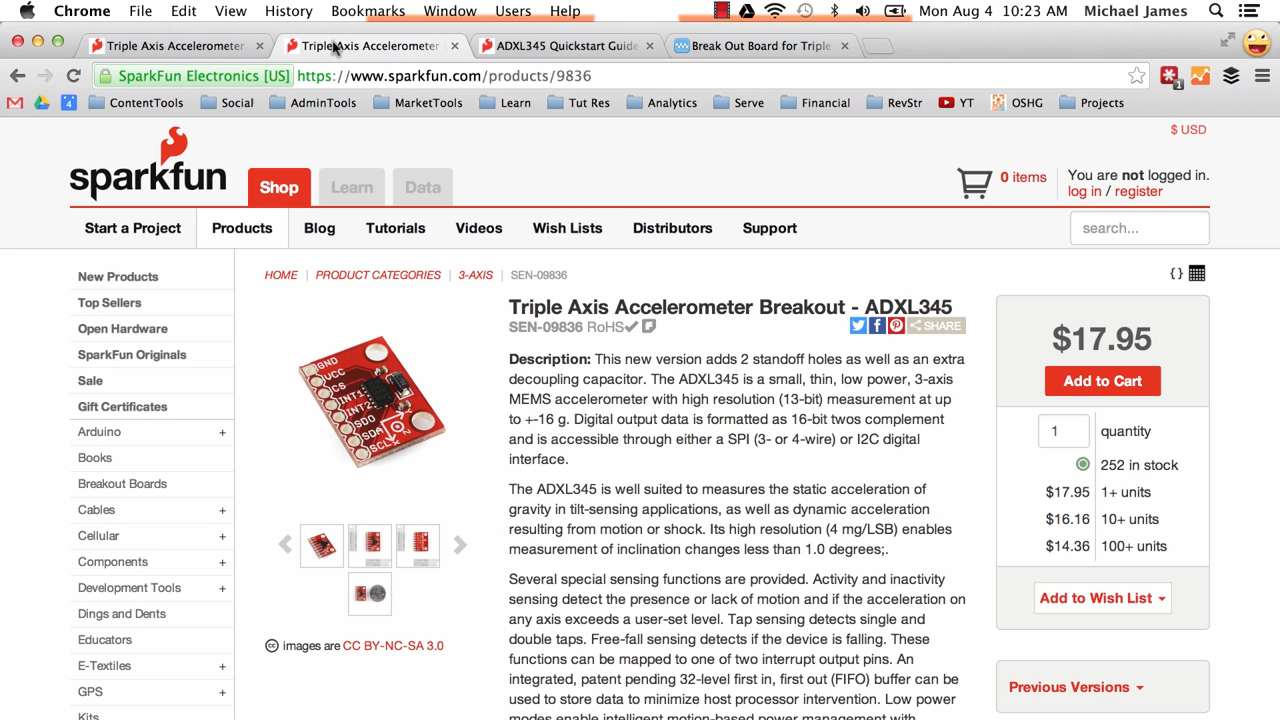 Chrome File Edit View History Bookmarks Window Users Help Mon Aug 4 10:23 AM Michael James
Triple Axis Accelerometer Triple Axis Accelerometer ADXL345 Quickstart Guide Break Out Board for Triple
SparkFun Electronics [US] https://www.sparkfun.com/products/9836 1
4 ContentTools Social AdminTools MarketTools Learn Tut Res Analytics Serve Financial RevStr YT OSHG Projects
$ USD
sparkfun
Shop Learn Data
0 items
You are not logged in.
log in / register
Start a Project Products Blog Tutorials Videos Wish Lists Distributors Support search...
New Products
Top Sellers
Open Hardware
SparkFun Originals
Sale
Gift Certificates
Arduino +
Books
Breakout Boards
Cables +
Cellular +
Components +
Development Tools +
Dings and Dents
Educators
E-Textiles +
GPS +
Kits
HOME | PRODUCT CATEGORIES | 3-AXIS | SEN-09836
{}
GND
VCC
CS
INT1
INT2
SDO
SDA
SCL
images are CC BY-NC-SA 3.0
Triple Axis Accelerometer Breakout - ADXL345
SEN-09836 RoHS
SHARE
Description: This new version adds 2 standoff holes as well as an extra
decoupling capacitor. The ADXL345 is a small, thin, low power, 3-axis
MEMS accelerometer with high resolution (13-bit) measurement at up
to +-16 g. Digital output data is formatted as 16-bit twos complement
and is accessible through either a SPI (3- or 4-wire) or I2C digital
interface.
The ADXL345 is well suited to measures the static acceleration of
gravity in tilt-sensing applications, as well as dynamic acceleration
resulting from motion or shock. Its high resolution (4 mg/LSB) enables
measurement of inclination changes less than 1.0 degrees;.
Several special sensing functions are provided. Activity and inactivity
sensing detect the presence or lack of motion and if the acceleration on
any axis exceeds a user-set level. Tap sensing detects single and
double taps. Free-fall sensing detects if the device is falling. These
functions can be mapped to one of two interrupt output pins. An
integrated, patent pending 32-level first in, first out (FIFO) buffer can be
used to store data to minimize host processor intervention. Low power
modes enable intelligent motion-based power management with
$17.95
Add to Cart
1 quantity
252 in stock
$17.95 1+ units
$16.16 10+ units
$14.36 100+ units
Add to Wish List
Previous Versions